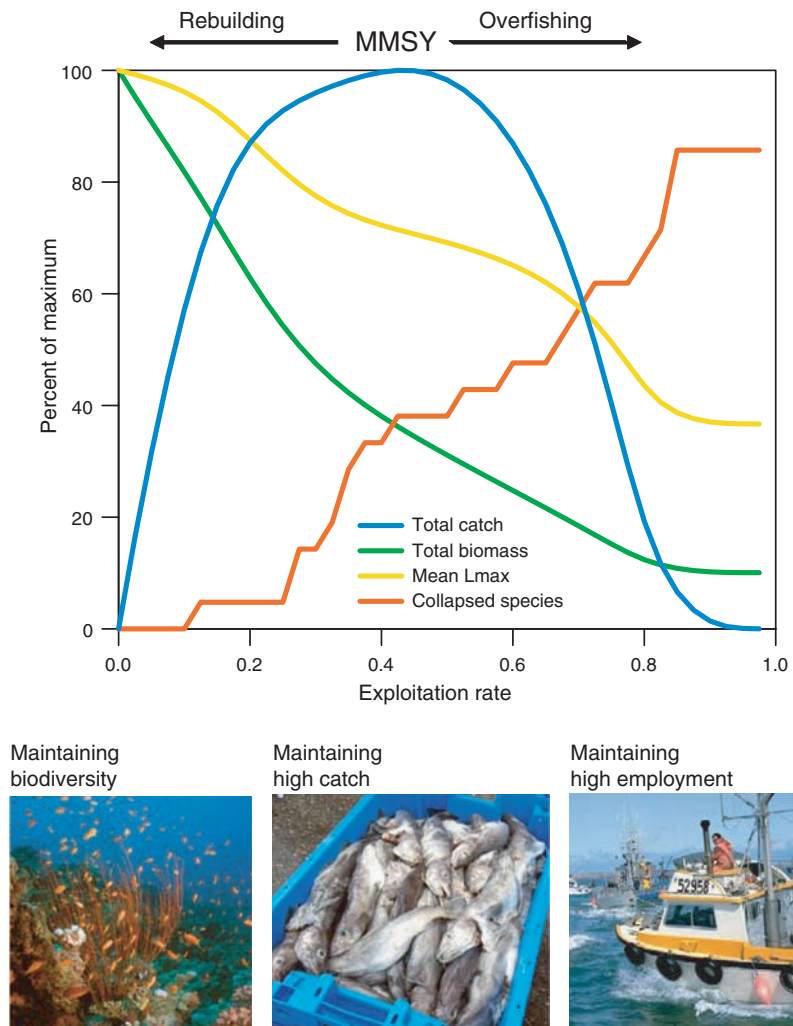 Rebuilding
MMSY
Overfishing
100
80
60
40
20
0
Percent of maximum
Total catch
Total biomass
Mean Lmax
Collapsed species
0.0
0.2
0.4
0.6
0.8
1.0
Exploitation rate
Maintaining
biodiversity
Maintaining
high catch
Maintaining
high employment
52958